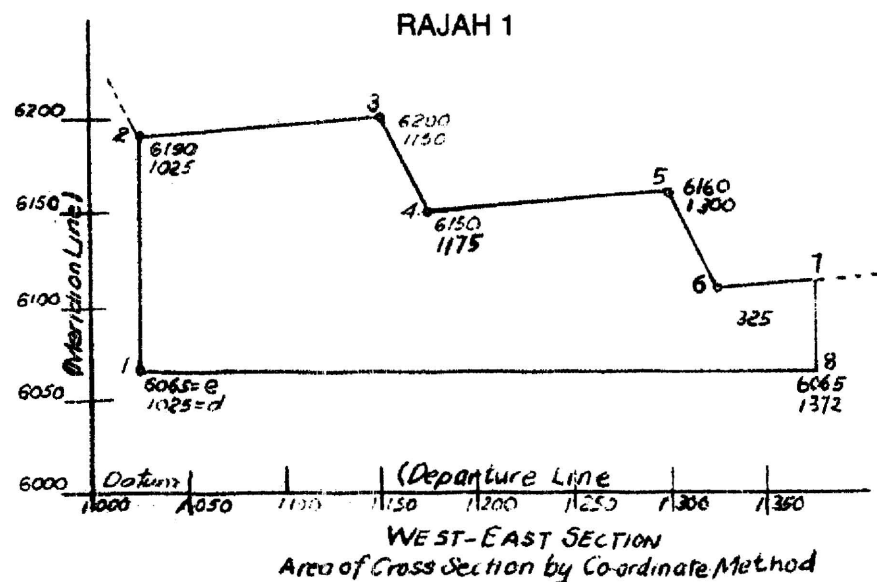 RAJAH 1
6200
6150
6100
6050
6000
(Meridion Line)
2
6190
1025
3
6200
1150
4
6150
1175
5
6160
1300
6
325
7
1
6065=e
1025=d
8
6065
1372
Datum
(Departure Line
1000 1050 1100 1150 1200 1250 1300 1350
WEST-EAST SECTION
Area of Cross Section by Co-ordinate Method